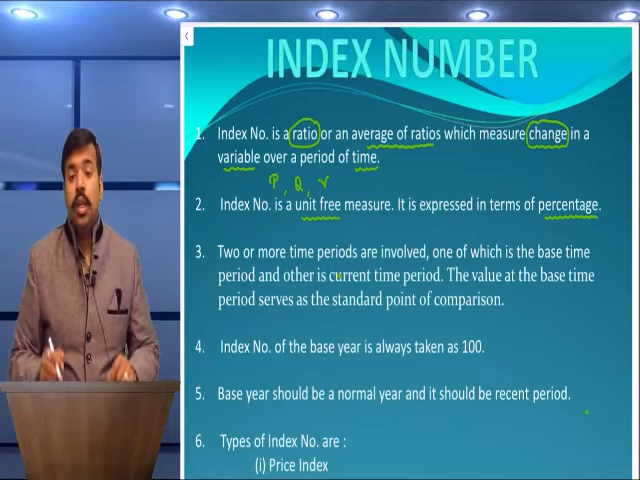 INDEX NUMBER
1. Index No. is a ratio or an average of ratios which measure change in a
variable over a period of time.
P, Q, V
2. Index No. is a unit free measure. It is expressed in terms of percentage.
3. Two or more time periods are involved, one of which is the base time
period and other is current time period. The value at the base time
period serves as the standard point of comparison.
4. Index No. of the base year is always taken as 100.
5. Base year should be a normal year and it should be recent period.
6. Types of Index No. are :
(i) Price Index